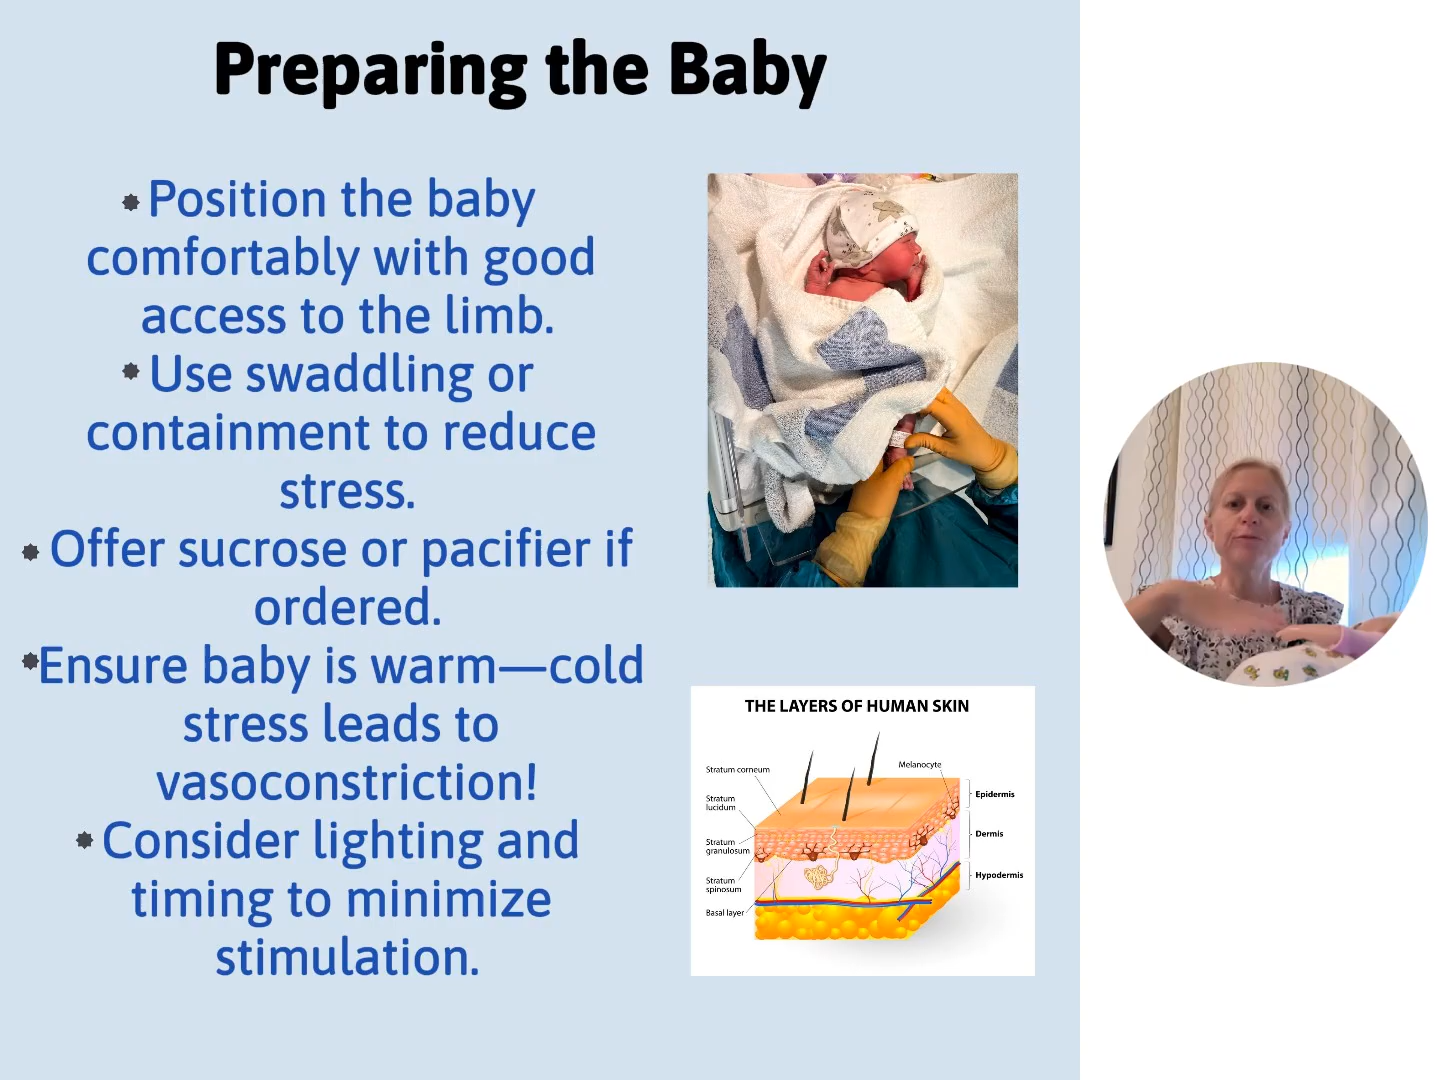 Preparing the Baby
Position the baby
comfortably with good
access to the limb.
Use swaddling or
containment to reduce
stress.
Offer sucrose or pacifier if
ordered.
Ensure baby is warm—cold
stress leads to
vasoconstriction!
Consider lighting and
timing to minimize
stimulation.
THE LAYERS OF HUMAN SKIN
Stratum corneum
Melanocyte
Stratum
lucidum
Epidermis
Dermis
Stratum
granulosum
Hypodermis
Stratum
spinosum
Basal layer